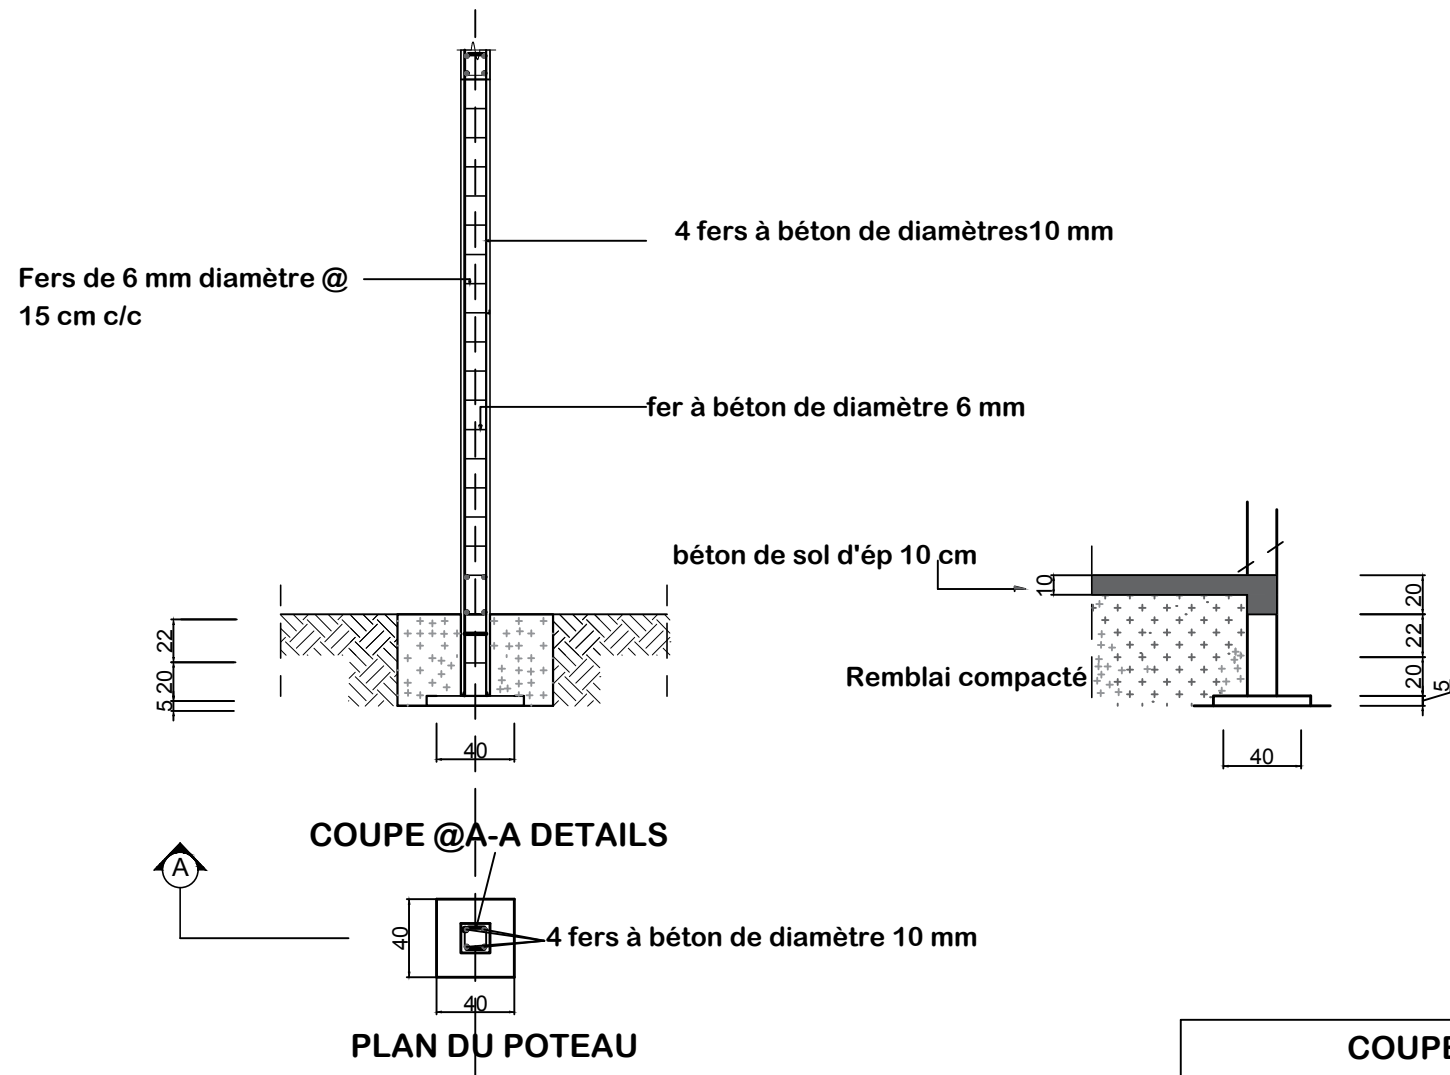 4 fers à béton de diamètres10 mm
Fers de 6 mm diamètre @
15 cm c/c
fer à béton de diamètre 6 mm
béton de sol d'ép 10 cm
10
20
22
22
Remblai compacté
20
20
5
5
40
40
COUPE @A-A DETAILS
A
40
4 fers à béton de diamètre 10 mm
40
PLAN DU POTEAU
COUPE